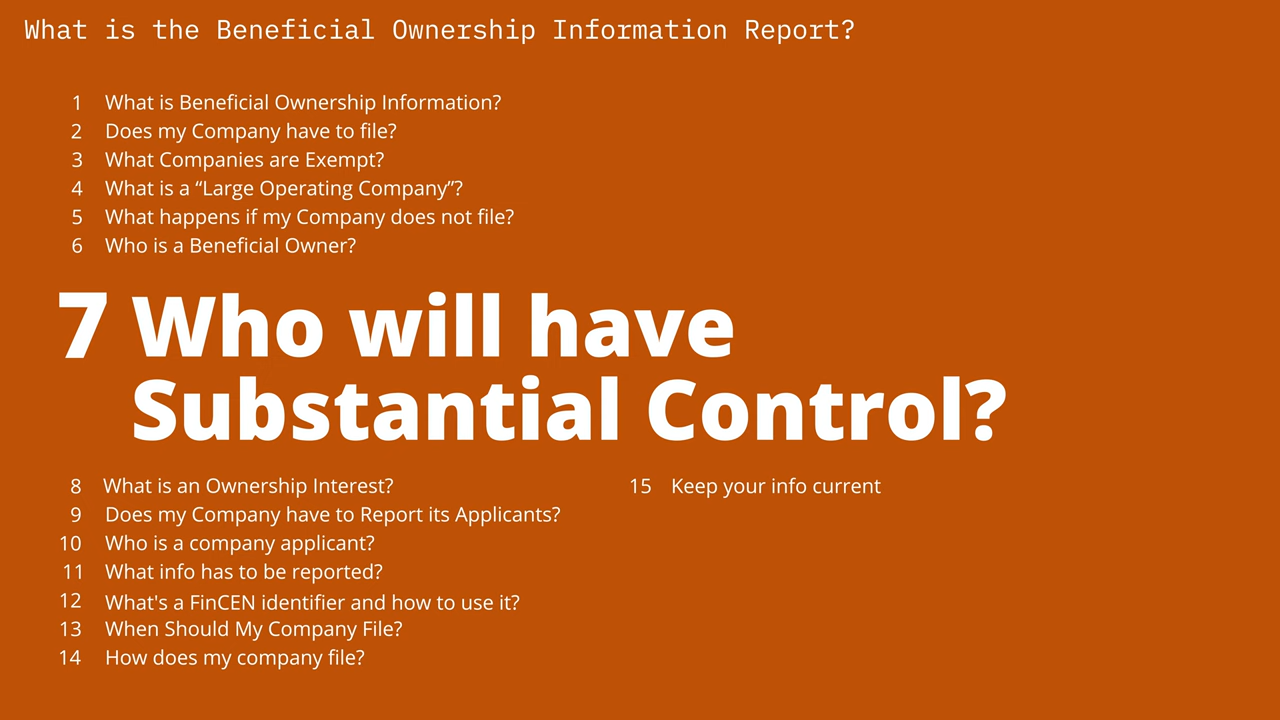 What is the Beneficial Ownership Information Report?
1 What is Beneficial Ownership Information?
2 Does my Company have to file?
3 What Companies are Exempt?
4 What is a “Large Operating Company”?
5 What happens if my Company does not file?
6 Who is a Beneficial Owner?
7 Who will have
Substantial Control?
8 What is an Ownership Interest?
9 Does my Company have to Report its Applicants?
10 Who is a company applicant?
11 What info has to be reported?
12 What's a FinCEN identifier and how to use it?
13 When Should My Company File?
14 How does my company file?
15 Keep your info current